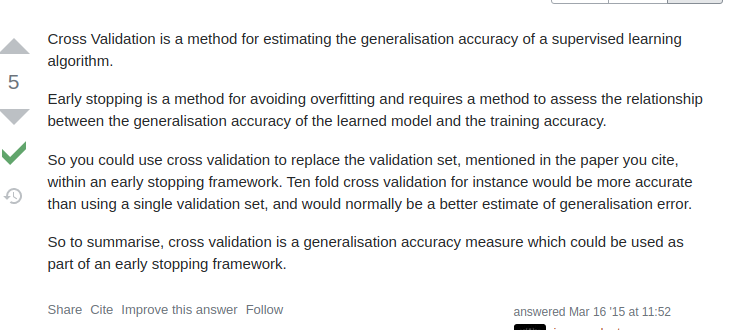 Cross Validation is a method for estimating the generalisation accuracy of a supervised learning
algorithm.
5
Early stopping is a method for avoiding overfitting and requires a method to assess the relationship
between the generalisation accuracy of the learned model and the training accuracy.
So you could use cross validation to replace the validation set, mentioned in the paper you cite,
within an early stopping framework. Ten fold cross validation for instance would be more accurate
than using a single validation set, and would normally be a better estimate of generalisation error.
So to summarise, cross validation is a generalisation accuracy measure which could be used as
part of an early stopping framework.
Share Cite Improve this answer Follow
answered Mar 16 '15 at 11:52